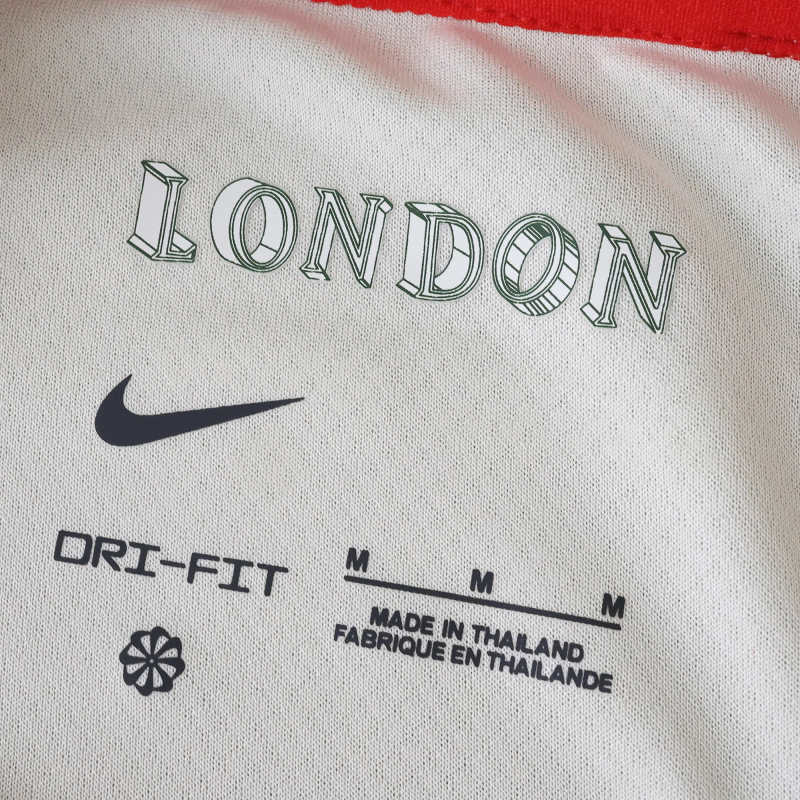 LONDON
DRI-FIT
M M M
MADE IN THAILAND
FABRIQUE EN THAILANDE